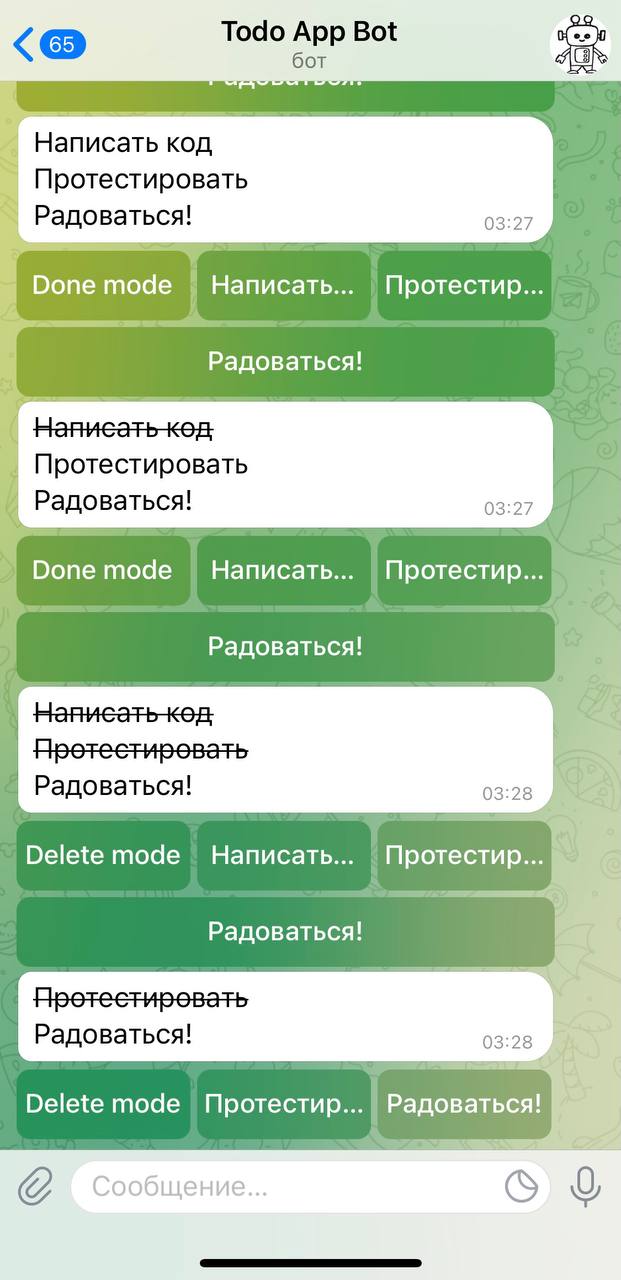 65
Todo App Bot
бот
Радоваться!
Написать код
Протестировать
Радоваться!
03:27
Done mode Написать... Протестир...
Радоваться!
Написать код
Протестировать
Радоваться!
03:27
Done mode Написать... Протестир...
Радоваться!
Написать код
Протестировать
Радоваться!
03:28
Delete mode Написать... Протестир...
Радоваться!
Протестировать
Радоваться!
03:28
Delete mode Протестир... Радоваться!
Сообщение...